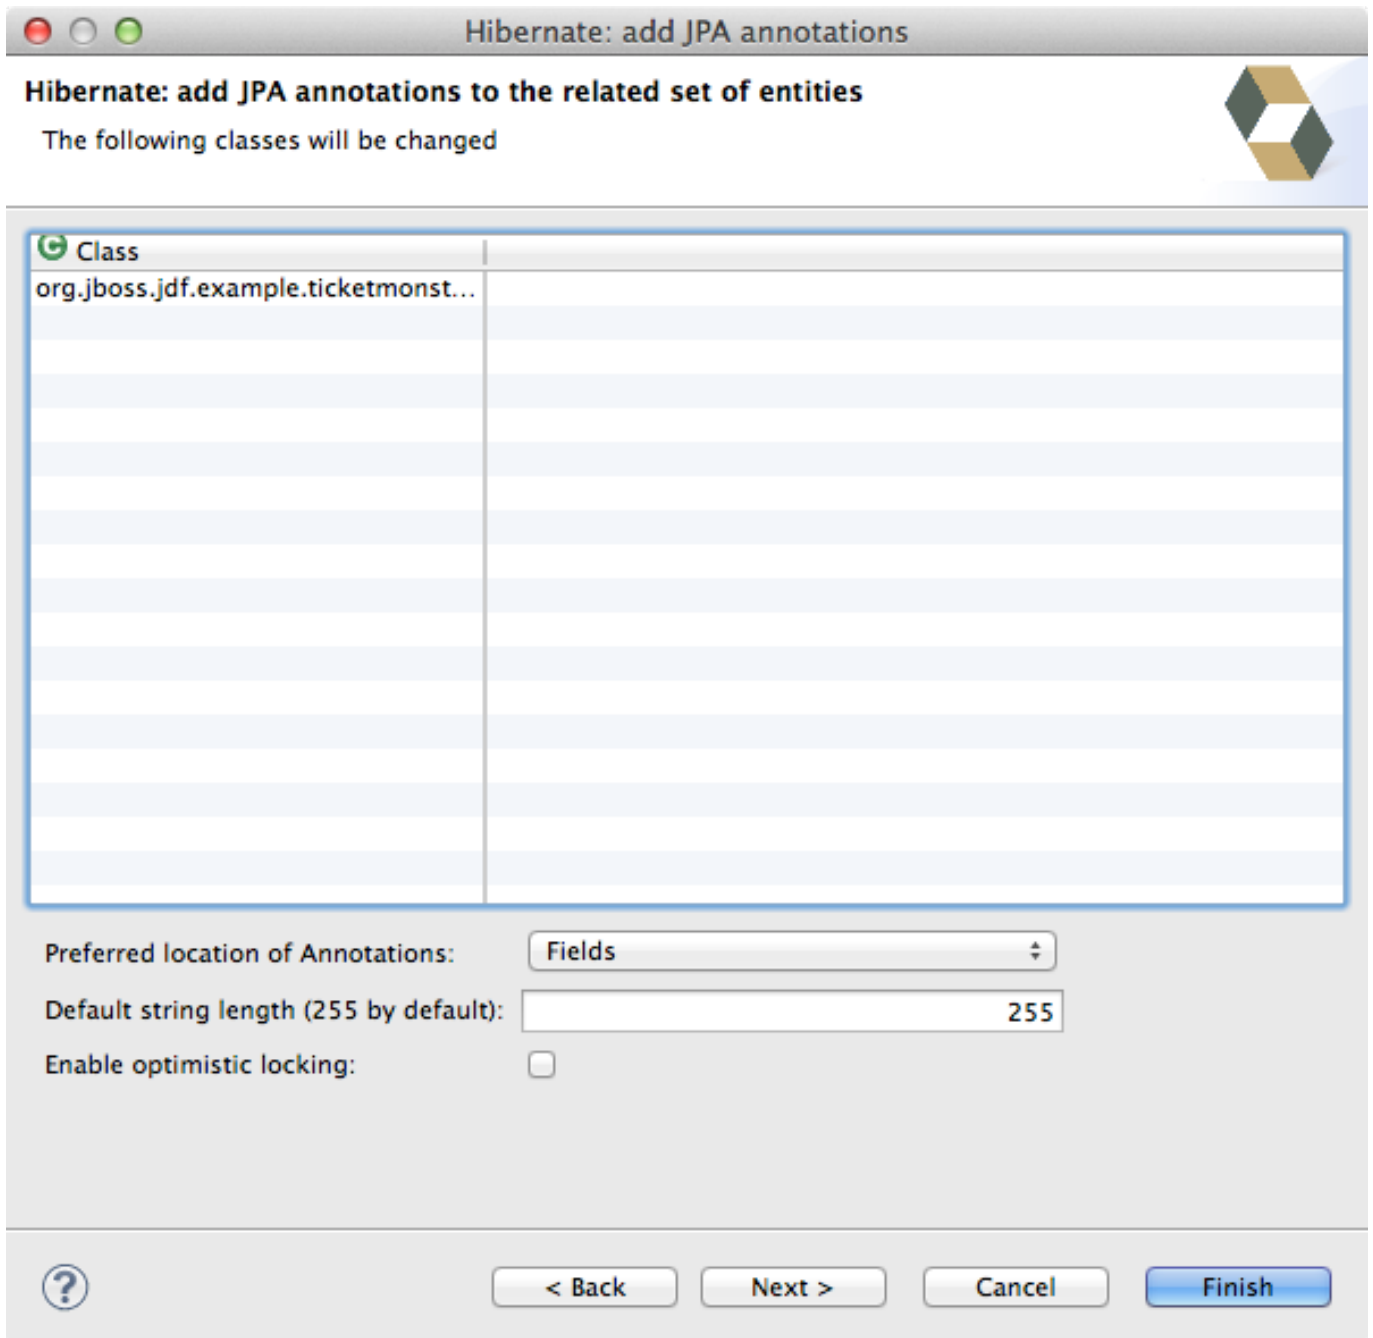 Hibernate: add JPA annotations
Hibernate: add JPA annotations to the related set of entities
The following classes will be changed
C Class
org.jboss.jdf.example.ticketmonst...
Preferred location of Annotations: Fields
Default string length (255 by default): 255
Enable optimistic locking:
? < Back Next > Cancel Finish